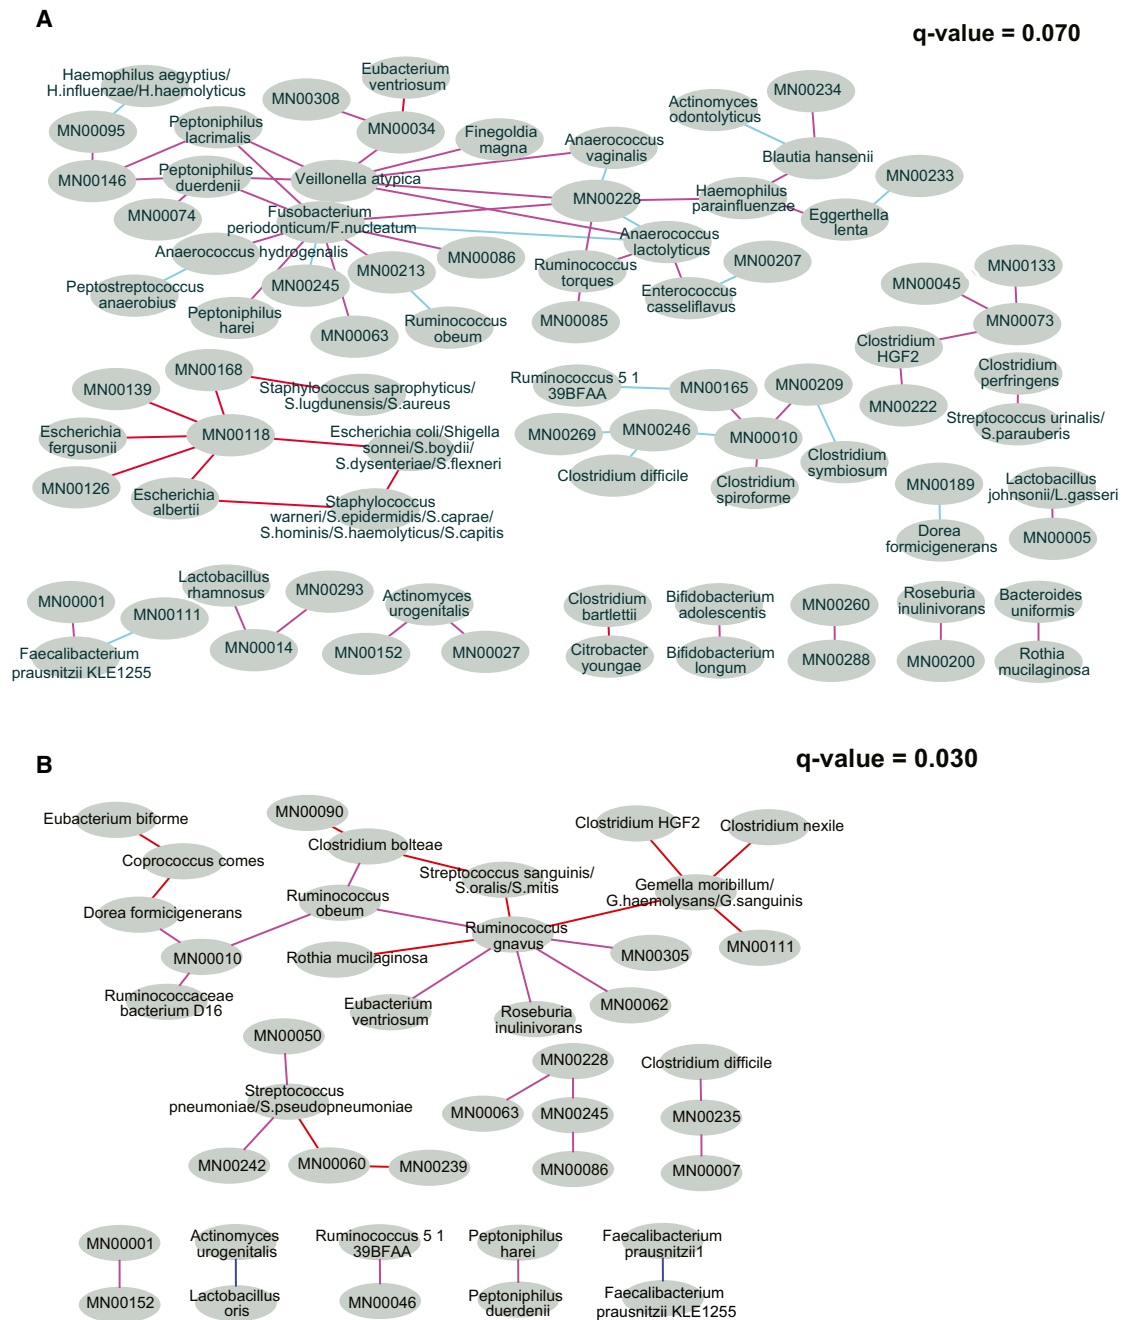 A
q-value = 0.070
Haemophilus aegyptius/
H.influenzae/H.haemolyticus
MN00095
MN00146
Peptoniphilus
lacrimalis
Peptoniphilus
duerdenii
MN00074
MN00308
Eubacterium
ventriosum
MN00034
Veillonella atypica
Finegoldia
magna
Anaerococcus
vaginalis
MN00228
Fusobacterium
periodonticum/F.nucleatum
Anaerococcus hydrogenalis
Peptostreptococcus
anaerobius
MN00245
Peptoniphilus
harei
MN00063
MN00213
MN00086
Ruminococcus
obeum
Anaerococcus
lactolyticus
Ruminococcus
torques
MN00085
Enterococcus
casseliflavus
MN00207
Actinomyces
odontolyticus
MN00234
Blautia hansenii
Haemophilus
parainfluenzae
MN00233
Eggerthella
lenta
MN00045
MN00133
MN00073
Clostridium
HGF2
MN00222
Clostridium
perfringens
Streptococcus urinalis/
S.parauberis
MN00139
MN00168
Staphylococcus saprophyticus/
S.lugdunensis/S.aureus
Escherichia
fergusonii
MN00118
Escherichia coli/Shigella
sonnei/S.boydii/
S.dysenteriae/S.flexneri
MN00126
Escherichia
albertii
Staphylococcus
warneri/S.epidermidis/S.caprae/
S.hominis/S.haemolyticus/S.capitis
Ruminococcus 5 1
39BFAA
MN00165
MN00209
MN00269
MN00246
MN00010
Clostridium difficile
Clostridium
spiroforme
Clostridium
symbiosum
MN00189
Dorea
formicigenerans
Lactobacillus
johnsonii/L.gasseri
MN00005
MN00001
MN00111
Faecalibacterium
prausnitzii KLE1255
Lactobacillus
rhamnosus
MN00293
MN00014
Actinomyces
urogenitalis
MN00152
MN00027
Clostridium
bartlettii
Citrobacter
youngae
Bifidobacterium
adolescentis
Bifidobacterium
longum
MN00260
MN00288
Roseburia
inulinivorans
MN00200
Bacteroides
uniformis
Rothia
mucilaginosa
B
q-value = 0.030
Eubacterium biforme
Coprococcus comes
Dorea formicigenerans
MN00010
Ruminococcaceae
bacterium D16
MN00090
Clostridium bolteae
Ruminococcus
obeum
Streptococcus sanguinis/
S.oralis/S.mitis
Ruminococcus
gnavus
Rothia mucilaginosa
Eubacterium
ventriosum
Roseburia
inulinivorans
MN00062
MN00305
Clostridium HGF2
Clostridium nexile
Gemella moribillum/
G.haemolysans/G.sanguinis
MN00111
MN00050
Streptococcus
pneumoniae/S.pseudopneumoniae
MN00242
MN00060
MN00239
MN00228
MN00063
MN00245
MN00086
Clostridium difficile
MN00235
MN00007
MN00001
MN00152
Actinomyces
urogenitalis
Lactobacillus
oris
Ruminococcus 5 1
39BFAA
MN00046
Peptoniphilus
harei
Peptoniphilus
duerdenii
Faecalibacterium
prausnitzii1
Faecalibacterium
prausnitzii KLE1255